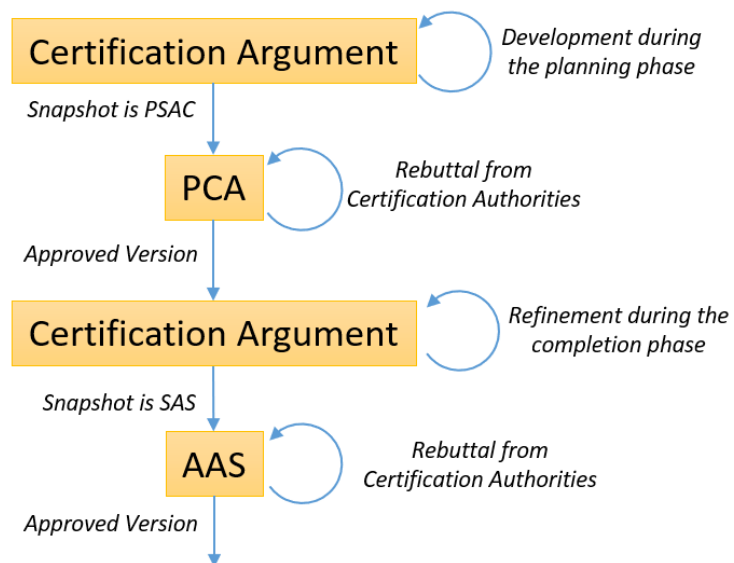 Certification Argument
Development during
the planning phase
Snapshot is PSAC
PCA
Rebuttal from
Certification Authorities
Approved Version
Certification Argument
Refinement during the
completion phase
Snapshot is SAS
AAS
Rebuttal from
Certification Authorities
Approved Version